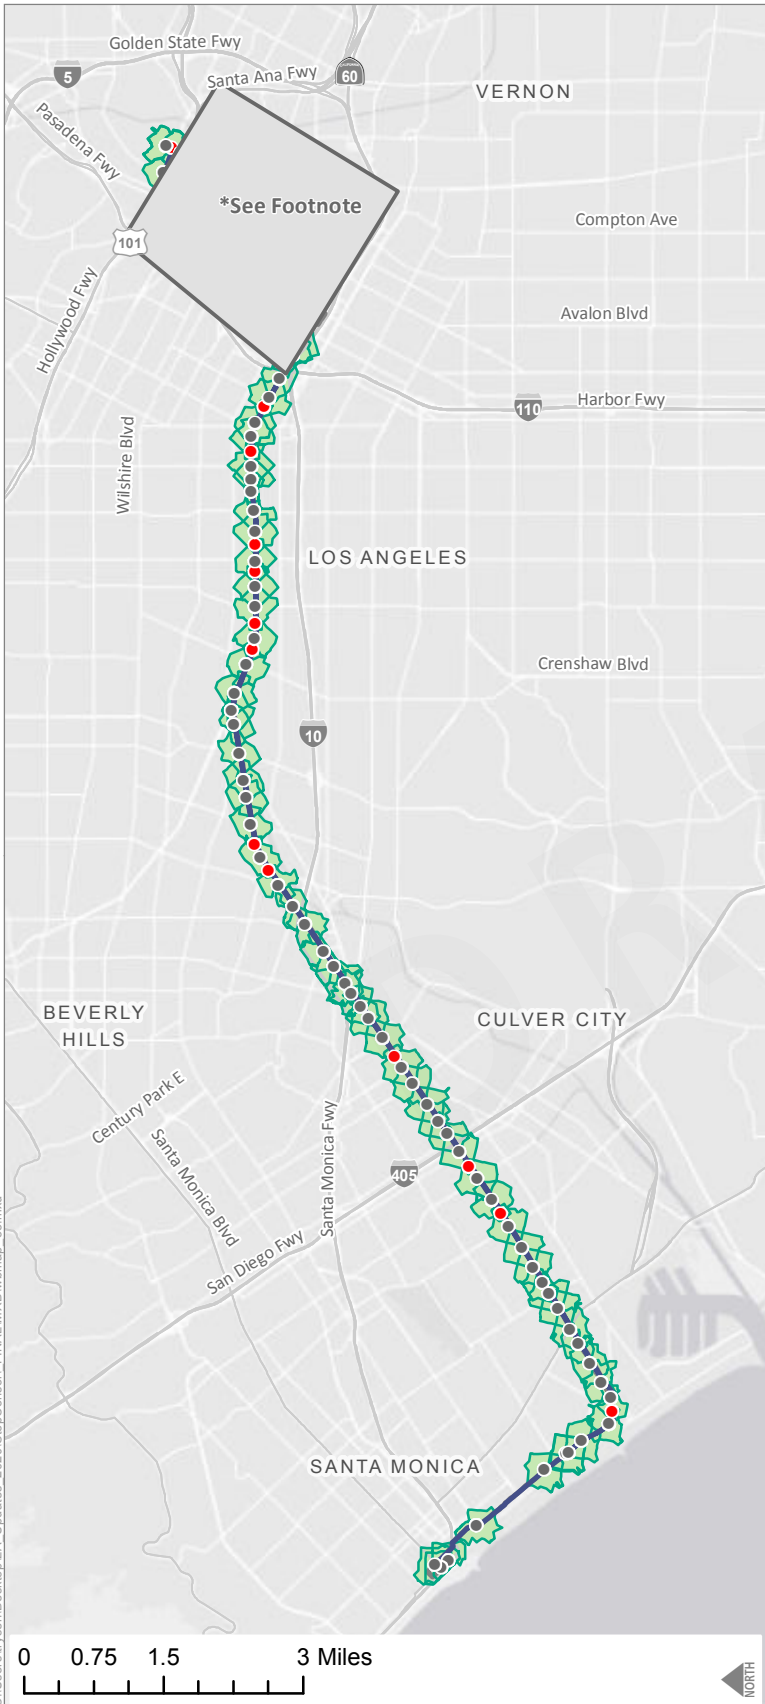 Golden State Fwy
Santa Ana Fwy
5
60
VERNON
Pasadena Fwy
*See Footnote
Compton Ave
101
Hollywood Fwy
Avalon Blvd
Harbor Fwy
110
Wilshire Blvd
LOS ANGELES
Crenshaw Blvd
10
BEVERLY
HILLS
CULVER CITY
Century Park E
Santa Monica Blvd
Santa Monica Fwy
405
San Diego Fwy
SANTA MONICA
0 0.75 1.5 3 Miles
NORTH